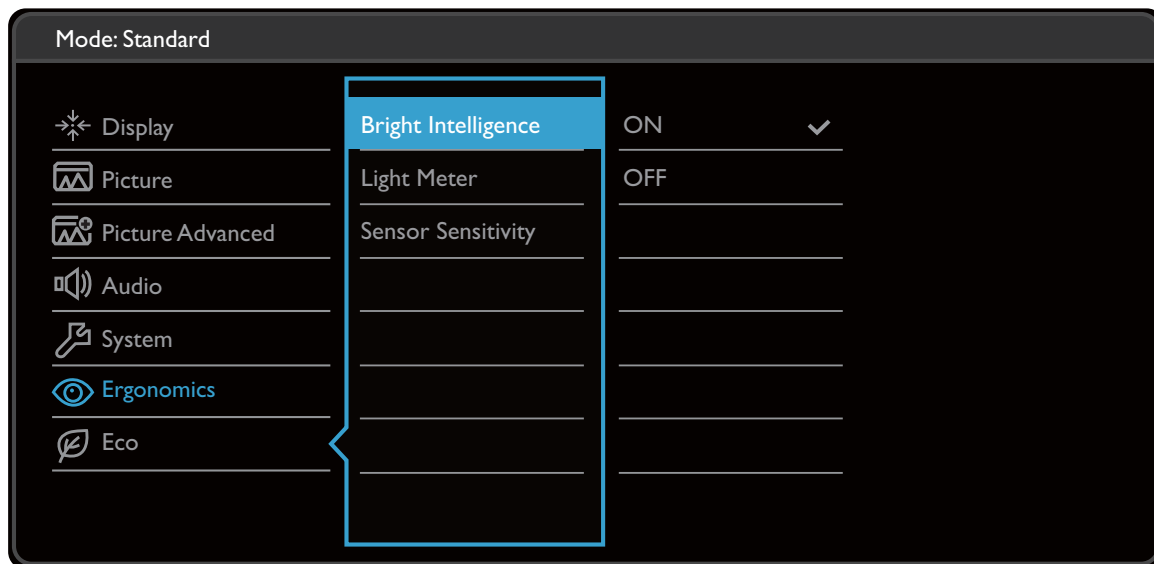 Mode: Standard
Display
Picture
Picture Advanced
Audio
System
Ergonomics
Eco
Bright Intelligence
Light Meter
Sensor Sensitivity
ON
OFF